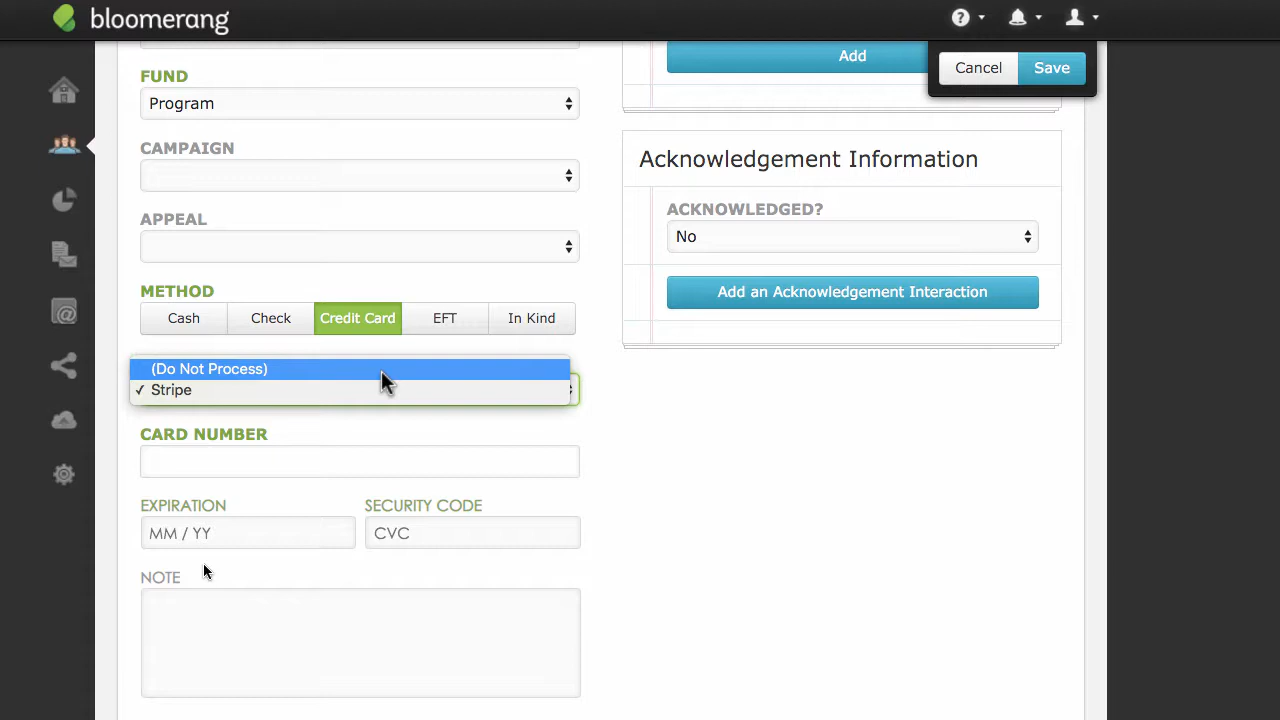 bloomerang
Cancel
Save
FUND
Program
CAMPAIGN
APPEAL
METHOD
Cash
Check
Credit Card
EFT
In Kind
(Do Not Process)
✓ Stripe
CARD NUMBER
EXPIRATION
SECURITY CODE
MM / YY
CVC
NOTE
Add
Acknowledgement Information
ACKNOWLEDGED?
No
Add an Acknowledgement Interaction